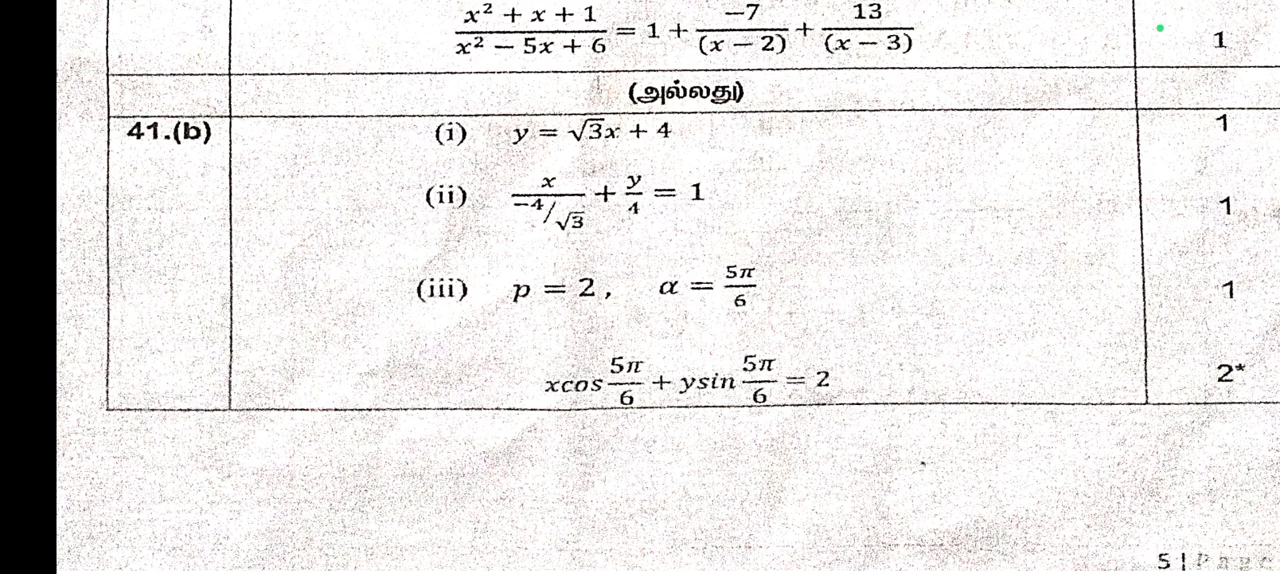 x² + x + 1 / x² − 5x + 6 = 1 + −7 / (x − 2) + 13 / (x − 3) 1
(அல்லது)
41.(b) (i) y = √3x + 4 1
(ii) x / −4/√3 + y / 4 = 1 1
(iii) p = 2 , α = 5π / 6 1
xcos 5π / 6 + ysin 5π / 6 = 2 2*
5 | Page